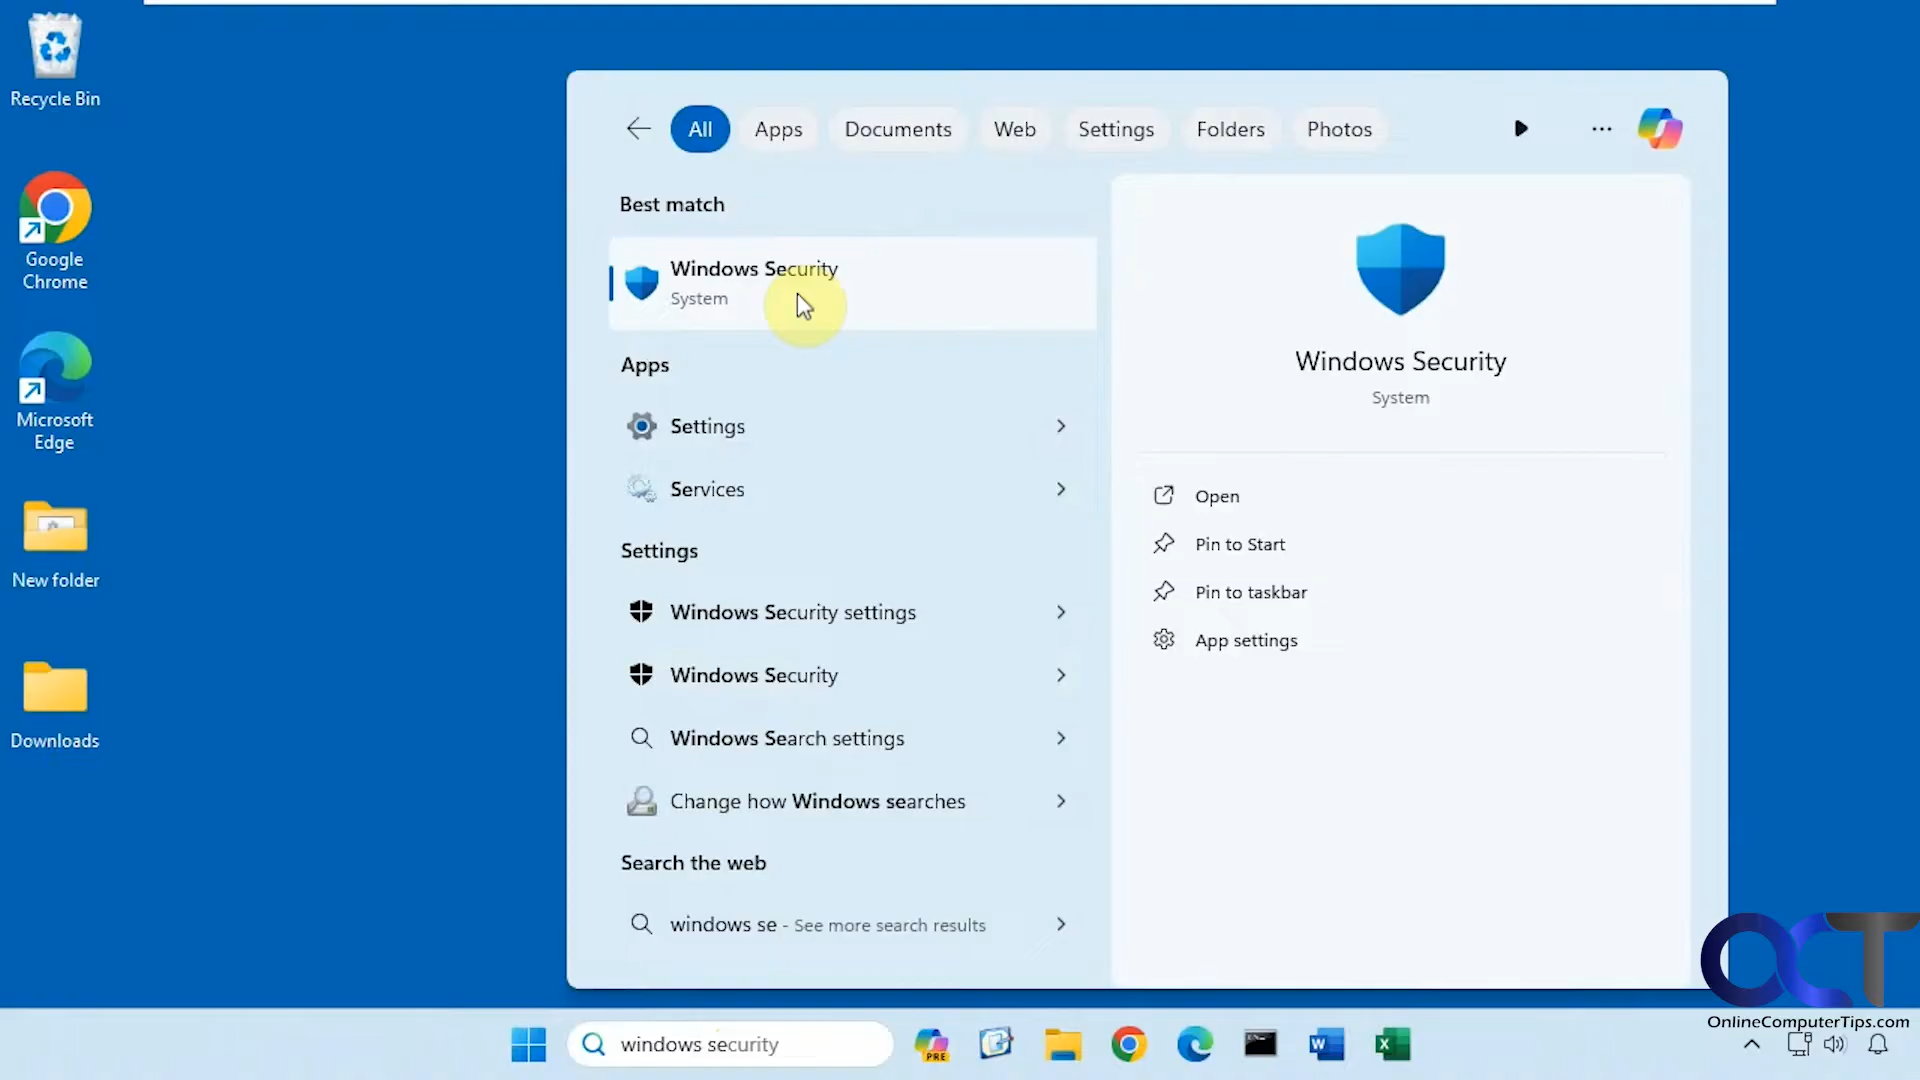 Recycle Bin
Google
Chrome
Microsoft
Edge
New folder
Downloads
All
Apps
Documents
Web
Settings
Folders
Photos
Best match
Windows Security
System
Apps
Settings
Services
Settings
Windows Security settings
Windows Security
Windows Search settings
Change how Windows searches
Search the web
windows se - See more search results
Windows Security
System
Open
Pin to Start
Pin to taskbar
App settings
OCT
OnlineComputerTips.com
windows security
PRE
W
X